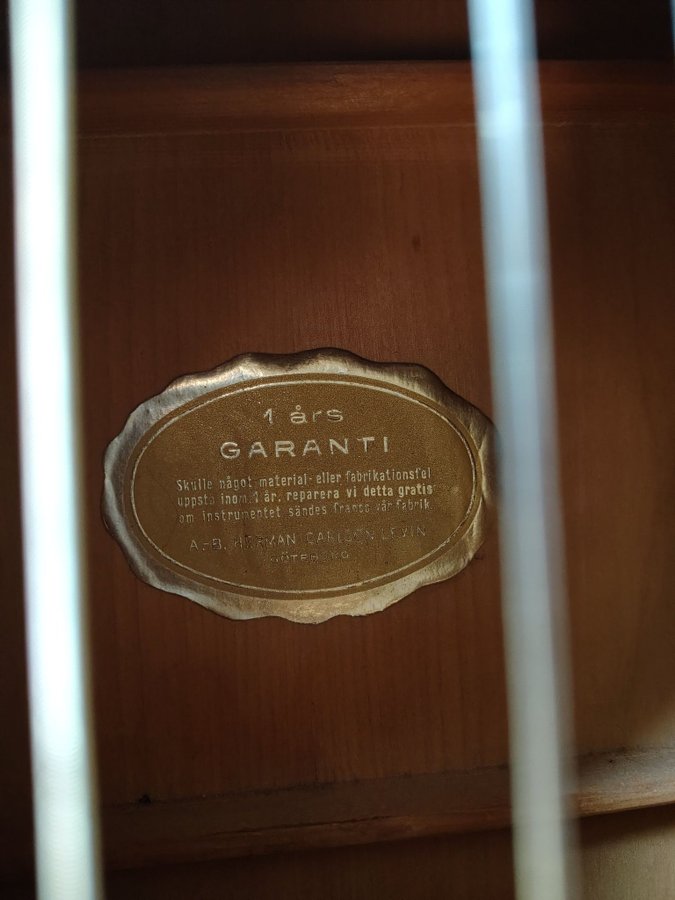 1 års
GARANTI
Skulle något material- eller fabrikationsfel
uppstå inom 1 år, reparera vi detta gratis
om instrumentet sändes franco vår fabrik.
A.-B. HERMAN CARLSON LEVIN
GÖTEBORG